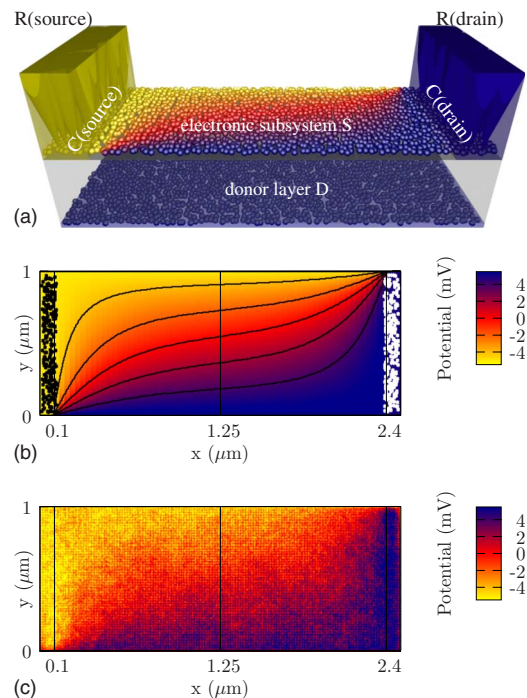 R(source)
R(drain)
C(source)
C(drain)
electronic subsystem S
donor layer D
(a)
1
y (μm)
0
0.1 1.25 2.4
x (μm)
(b)
Potential (mV)
4
2
0
-2
-4
1
y (μm)
0
0.1 1.25 2.4
x (μm)
(c)
Potential (mV)
4
2
0
-2
-4